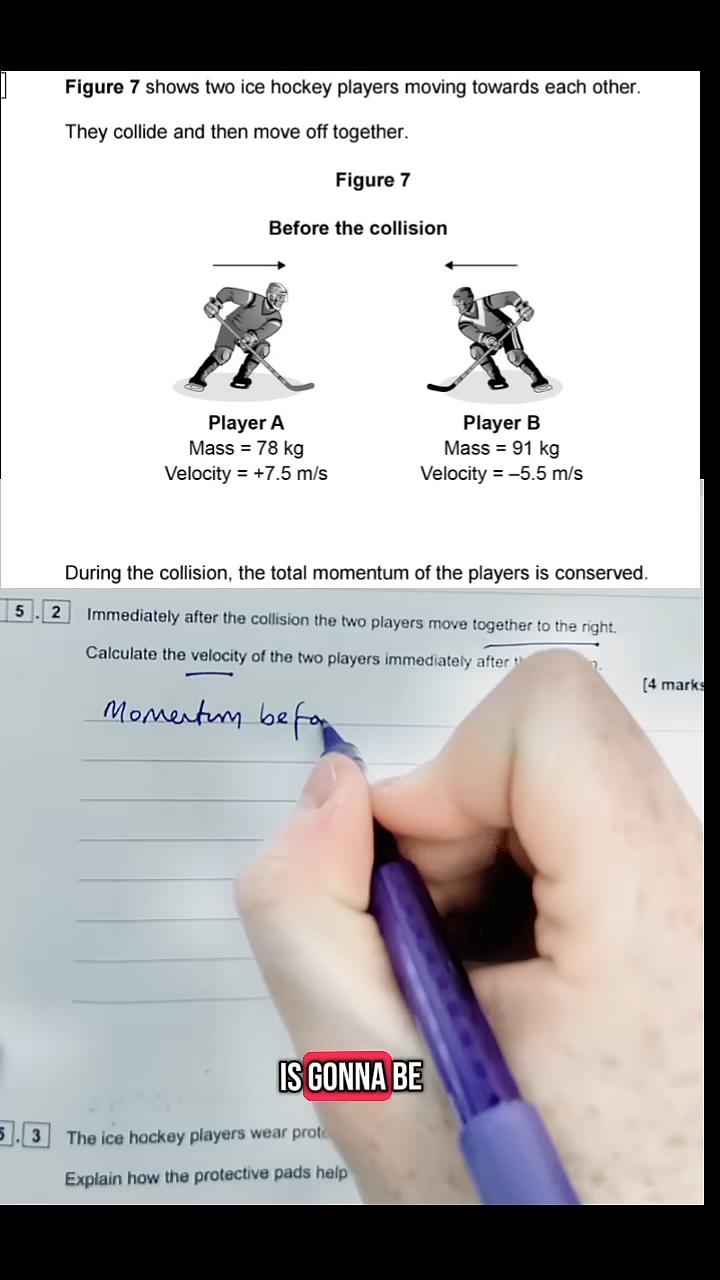 Figure 7 shows two ice hockey players moving towards each other.
They collide and then move off together.
Figure 7
Before the collision
Player A
Mass = 78 kg
Velocity = +7.5 m/s
Player B
Mass = 91 kg
Velocity = –5.5 m/s
During the collision, the total momentum of the players is conserved.
5 . 2 Immediately after the collision the two players move together to the right.
Calculate the velocity of the two players immediately after
[4 marks
Momentum befo
IS GONNA BE
5 . 3 The ice hockey players wear prote
Explain how the protective pads help